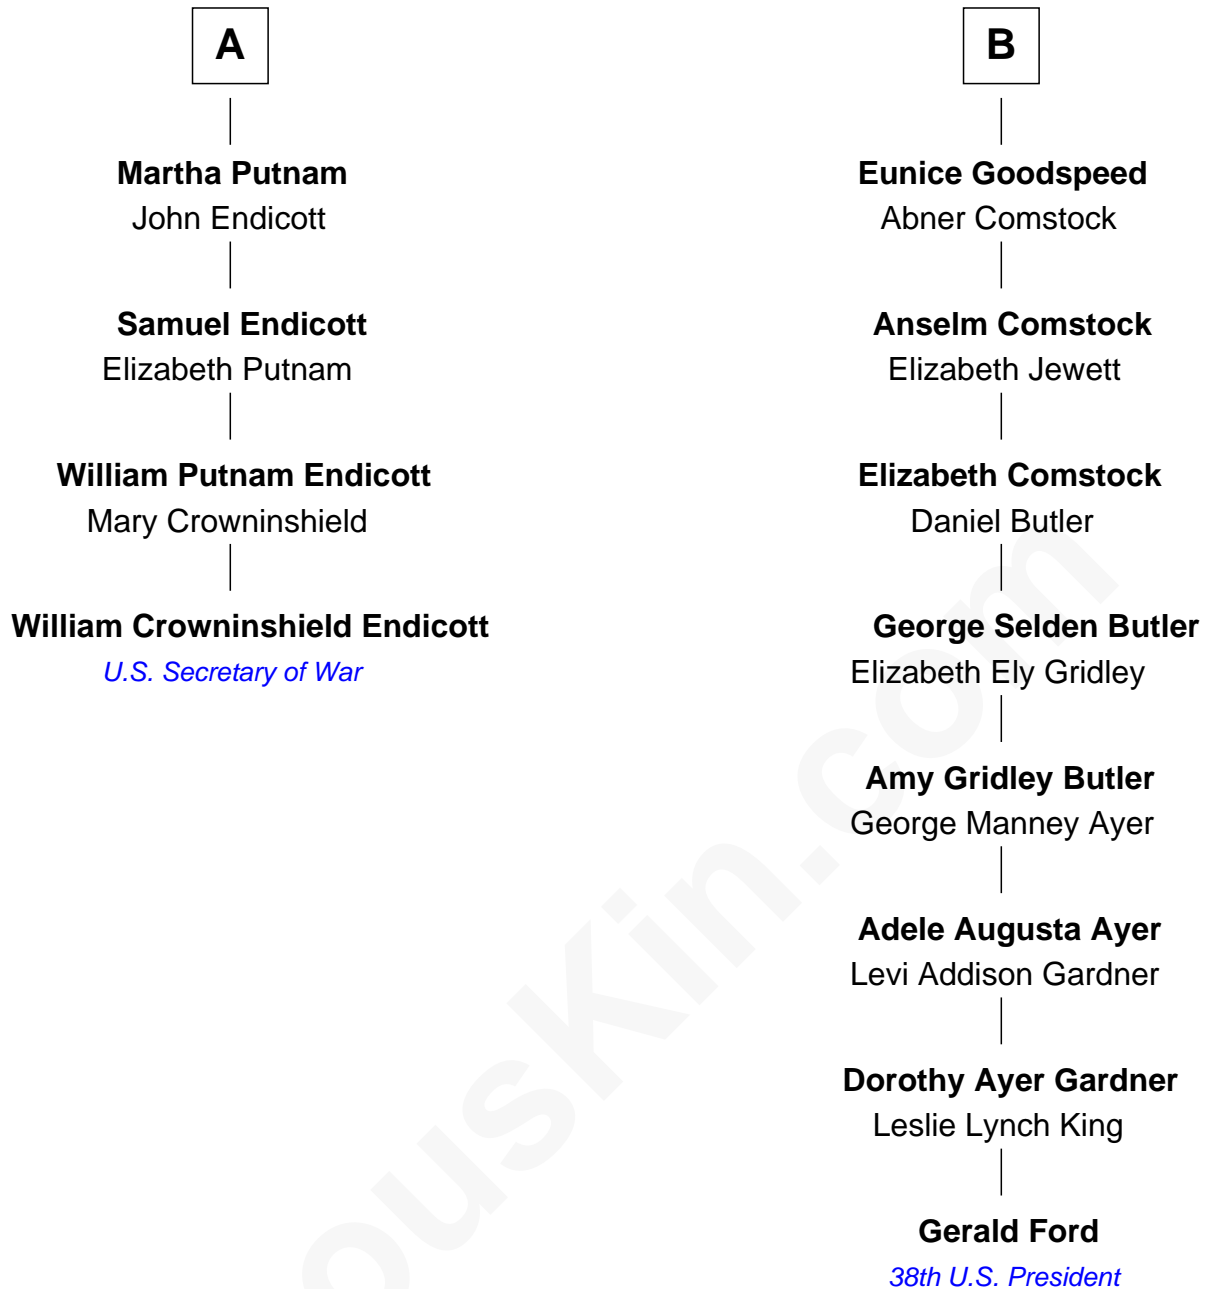 A
Martha Putnam
John Endicott
Samuel Endicott
Elizabeth Putnam
William Putnam Endicott
Mary Crowninshield
William Crowninshield Endicott
U.S. Secretary of War
B
Eunice Goodspeed
Abner Comstock
Anselm Comstock
Elizabeth Jewett
Elizabeth Comstock
Daniel Butler
George Selden Butler
Elizabeth Ely Gridley
Amy Gridley Butler
George Manney Ayer
Adele Augusta Ayer
Levi Addison Gardner
Dorothy Ayer Gardner
Leslie Lynch King
Gerald Ford
38th U.S. President
ousKin.com